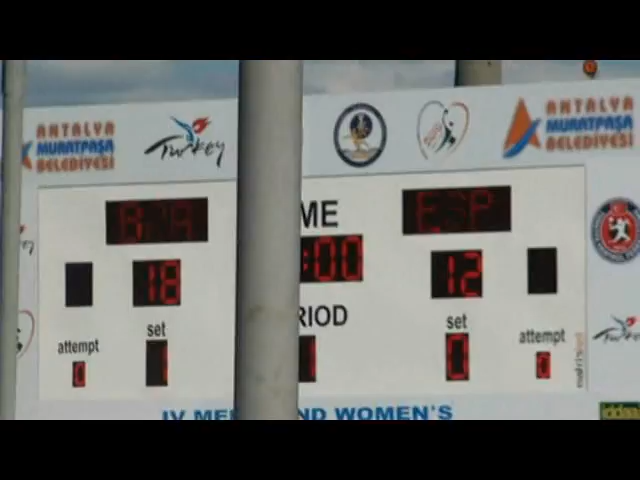 ANTALYA
MURATPAŞA
BELEDİYESİ
Turkey
ANTALYA
MURATPAŞA
BELEDİYESİ
ME
18
:00
12
RIOD
set
set
attempt
attempt
0
1
1
0
0
IV ME ND WOMEN'S